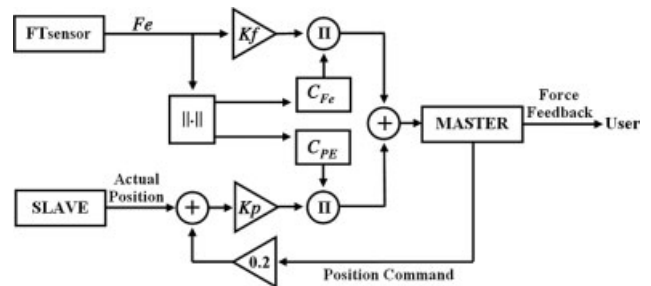 FTsensor
Fe
Kf
Π
C_Fe
||.||
C_PE
+
MASTER
Force
Feedback
User
SLAVE
Actual
Position
+
Kp
Π
0.2
Position Command